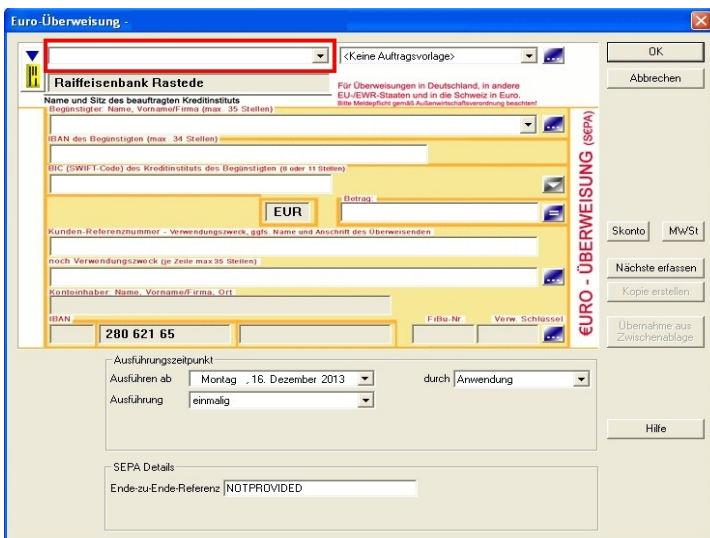 Euro-Überweisung -
<Keine Auftragsvorlage>
OK
Raiffeisenbank Rastede
Abbrechen
Name und Sitz des beauftragten Kreditinstituts
Für Überweisungen in Deutschland, in andere
EU-/EWR-Staaten und in die Schweiz in Euro.
Bitte Meldepflicht gemäß Außenwirtschaftsverordnung beachten!
Begünstigter: Name, Vorname/Firma (max. 35 Stellen)
IBAN des Begünstigten (max. 34 Stellen)
BIC (SWIFT-Code) des Kreditinstituts des Begünstigten (8 oder 11 Stellen)
EUR
Betrag:
Kunden-Referenznummer - Verwendungszweck, ggfs. Name und Anschrift des Überweisenden
noch Verwendungszweck (je Zeile max 35 Stellen)
Kontoinhaber: Name, Vorname/Firma, Ort
IBAN
FiBu-Nr
Verw. Schlüssel
280 621 65
€URO - ÜBERWEISUNG (S€PA)
Skonto
MWSt
Nächste erfassen
Kopie erstellen
Übernahme aus
Zwischenablage
Ausführungszeitpunkt
Ausführen ab
Montag , 16. Dezember 2013
durch
Anwendung
Ausführung
einmalig
Hilfe
SEPA Details
Ende-zu-Ende-Referenz
NOTPROVIDED